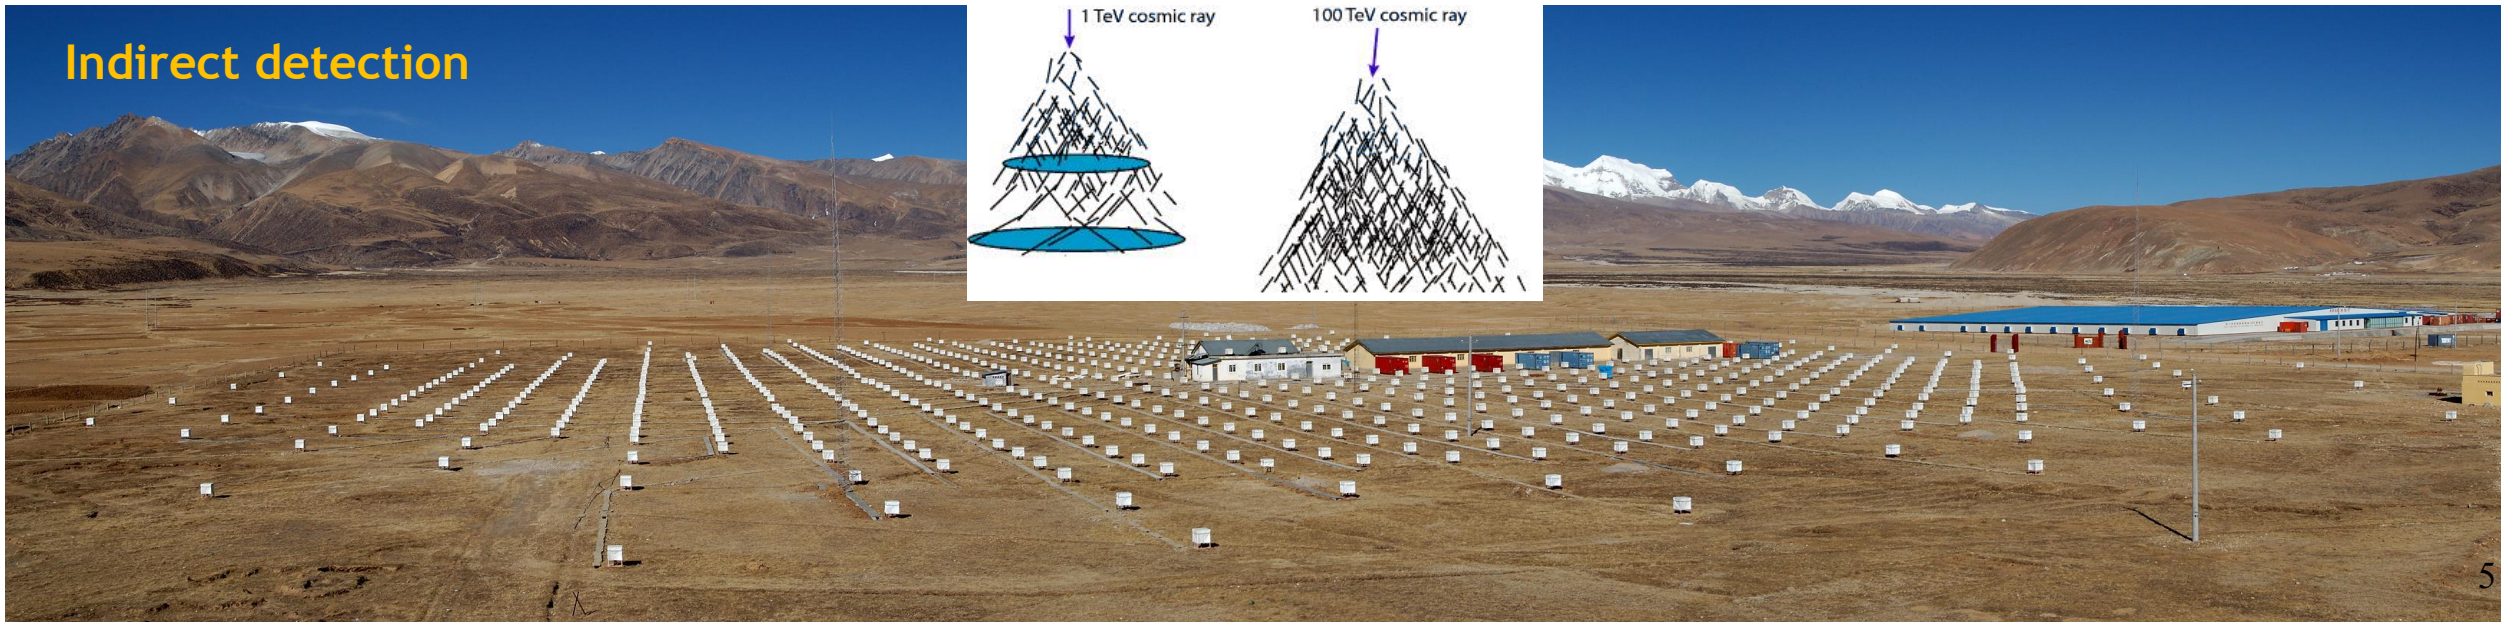 Indirect detection
1 TeV cosmic ray
100 TeV cosmic ray
5